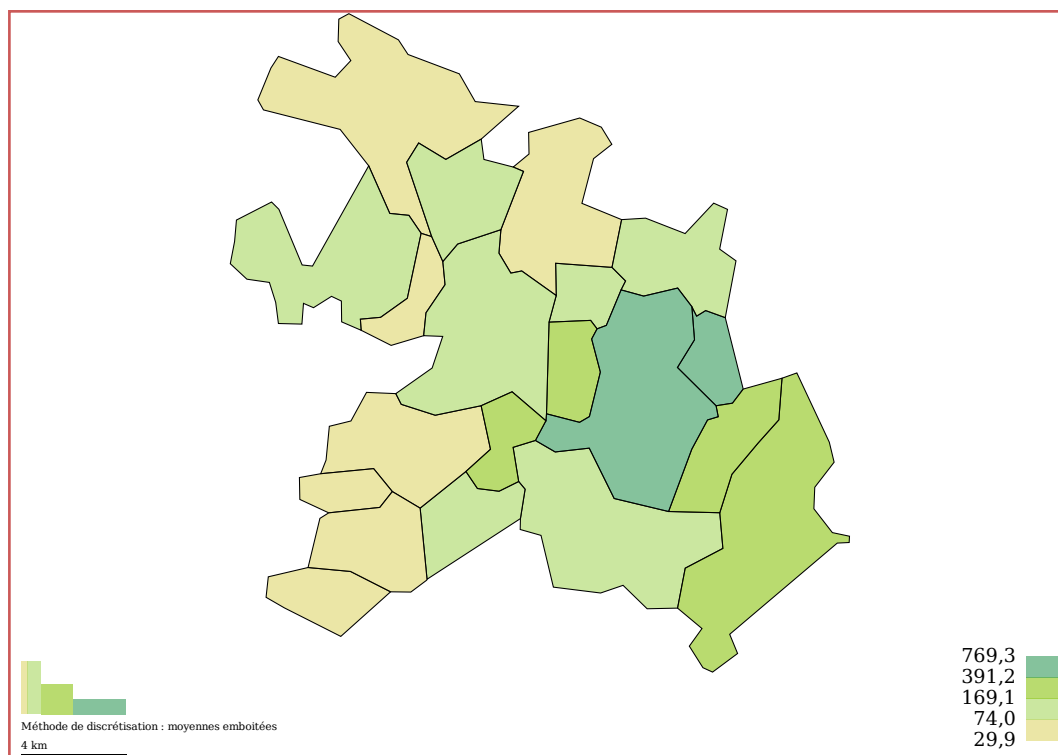 769,3
391,2
169,1
74,0
29,9
Méthode de discrétisation : moyennes emboitées
4 km